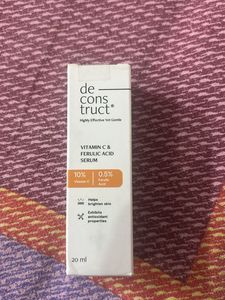 de
cons
truct®
Highly Effective Yet Gentle
VITAMIN C &
FERULIC ACID
SERUM
10% 0.5%
Vitamin C Ferulic
Acid
Helps
brighten skin
Exhibits
antioxidant
properties
20 ml